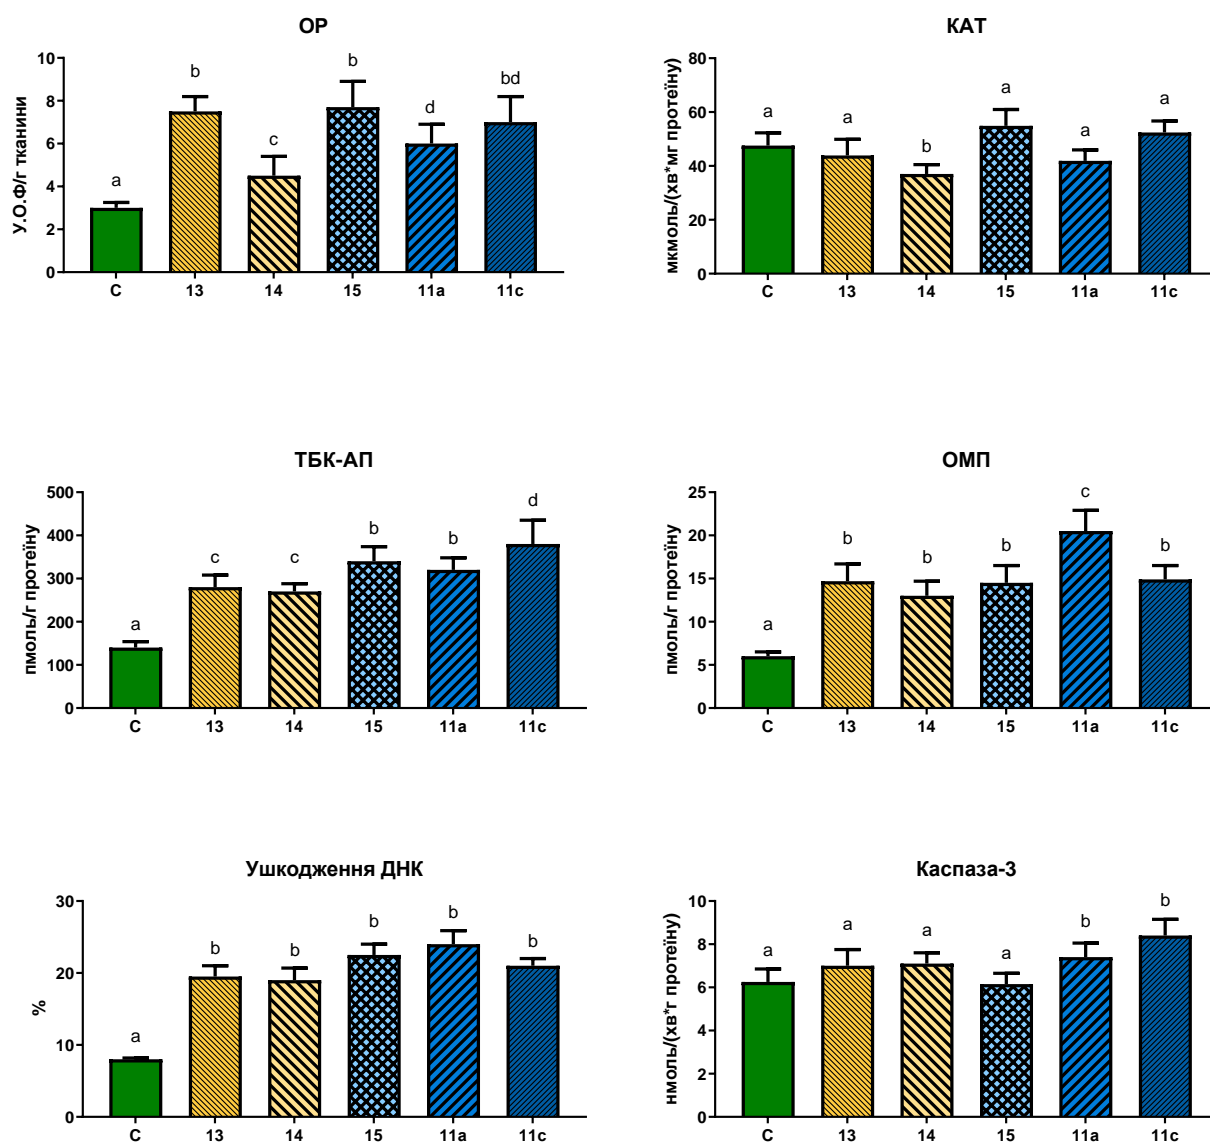 ОР
У.О.Ф/г тканини
10
8
6
4
2
0
a
b
c
b
d
bd
C
13
14
15
11a
11c
КАТ
мкмоль/(хв*мг протеїну)
80
60
40
20
0
a
a
b
a
a
a
C
13
14
15
11a
11c
ТБК-АП
пмоль/г протеїну
500
400
300
200
100
0
a
c
c
b
b
d
C
13
14
15
11a
11c
ОМП
пмоль/г протеїну
25
20
15
10
5
0
a
b
b
b
c
b
C
13
14
15
11a
11c
Ушкодження ДНК
%
30
20
10
0
a
b
b
b
b
b
C
13
14
15
11a
11c
Каспаза-3
нмоль/(хв*г протеїну)
10
8
6
4
2
0
a
a
a
a
b
b
C
13
14
15
11a
11c